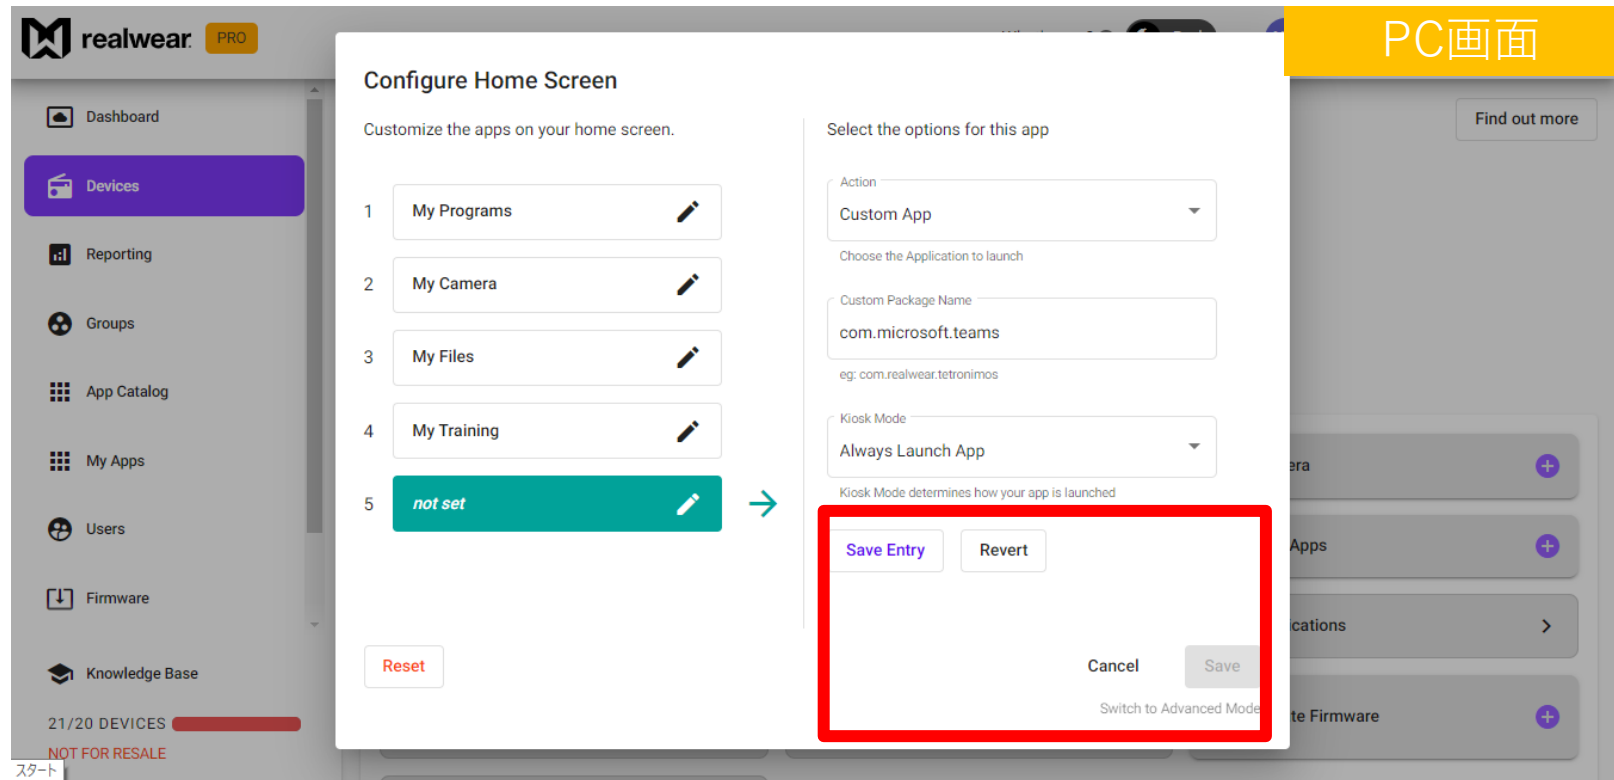 realwear
PRO
PC画面
Dashboard
Devices
Reporting
Groups
App Catalog
My Apps
Users
Firmware
Knowledge Base
21/20 DEVICES
NOT FOR RESALE
スタート
Configure Home Screen
Customize the apps on your home screen.
1 My Programs
2 My Camera
3 My Files
4 My Training
5 not set
Reset
Select the options for this app
Action
Custom App
Choose the Application to launch
Custom Package Name
com.microsoft.teams
eg: com.realwear.tetronimos
Kiosk Mode
Always Launch App
Kiosk Mode determines how your app is launched
Save Entry Revert
Cancel Save
Switch to Advanced Mode
Find out more
era
Apps
ications
te Firmware